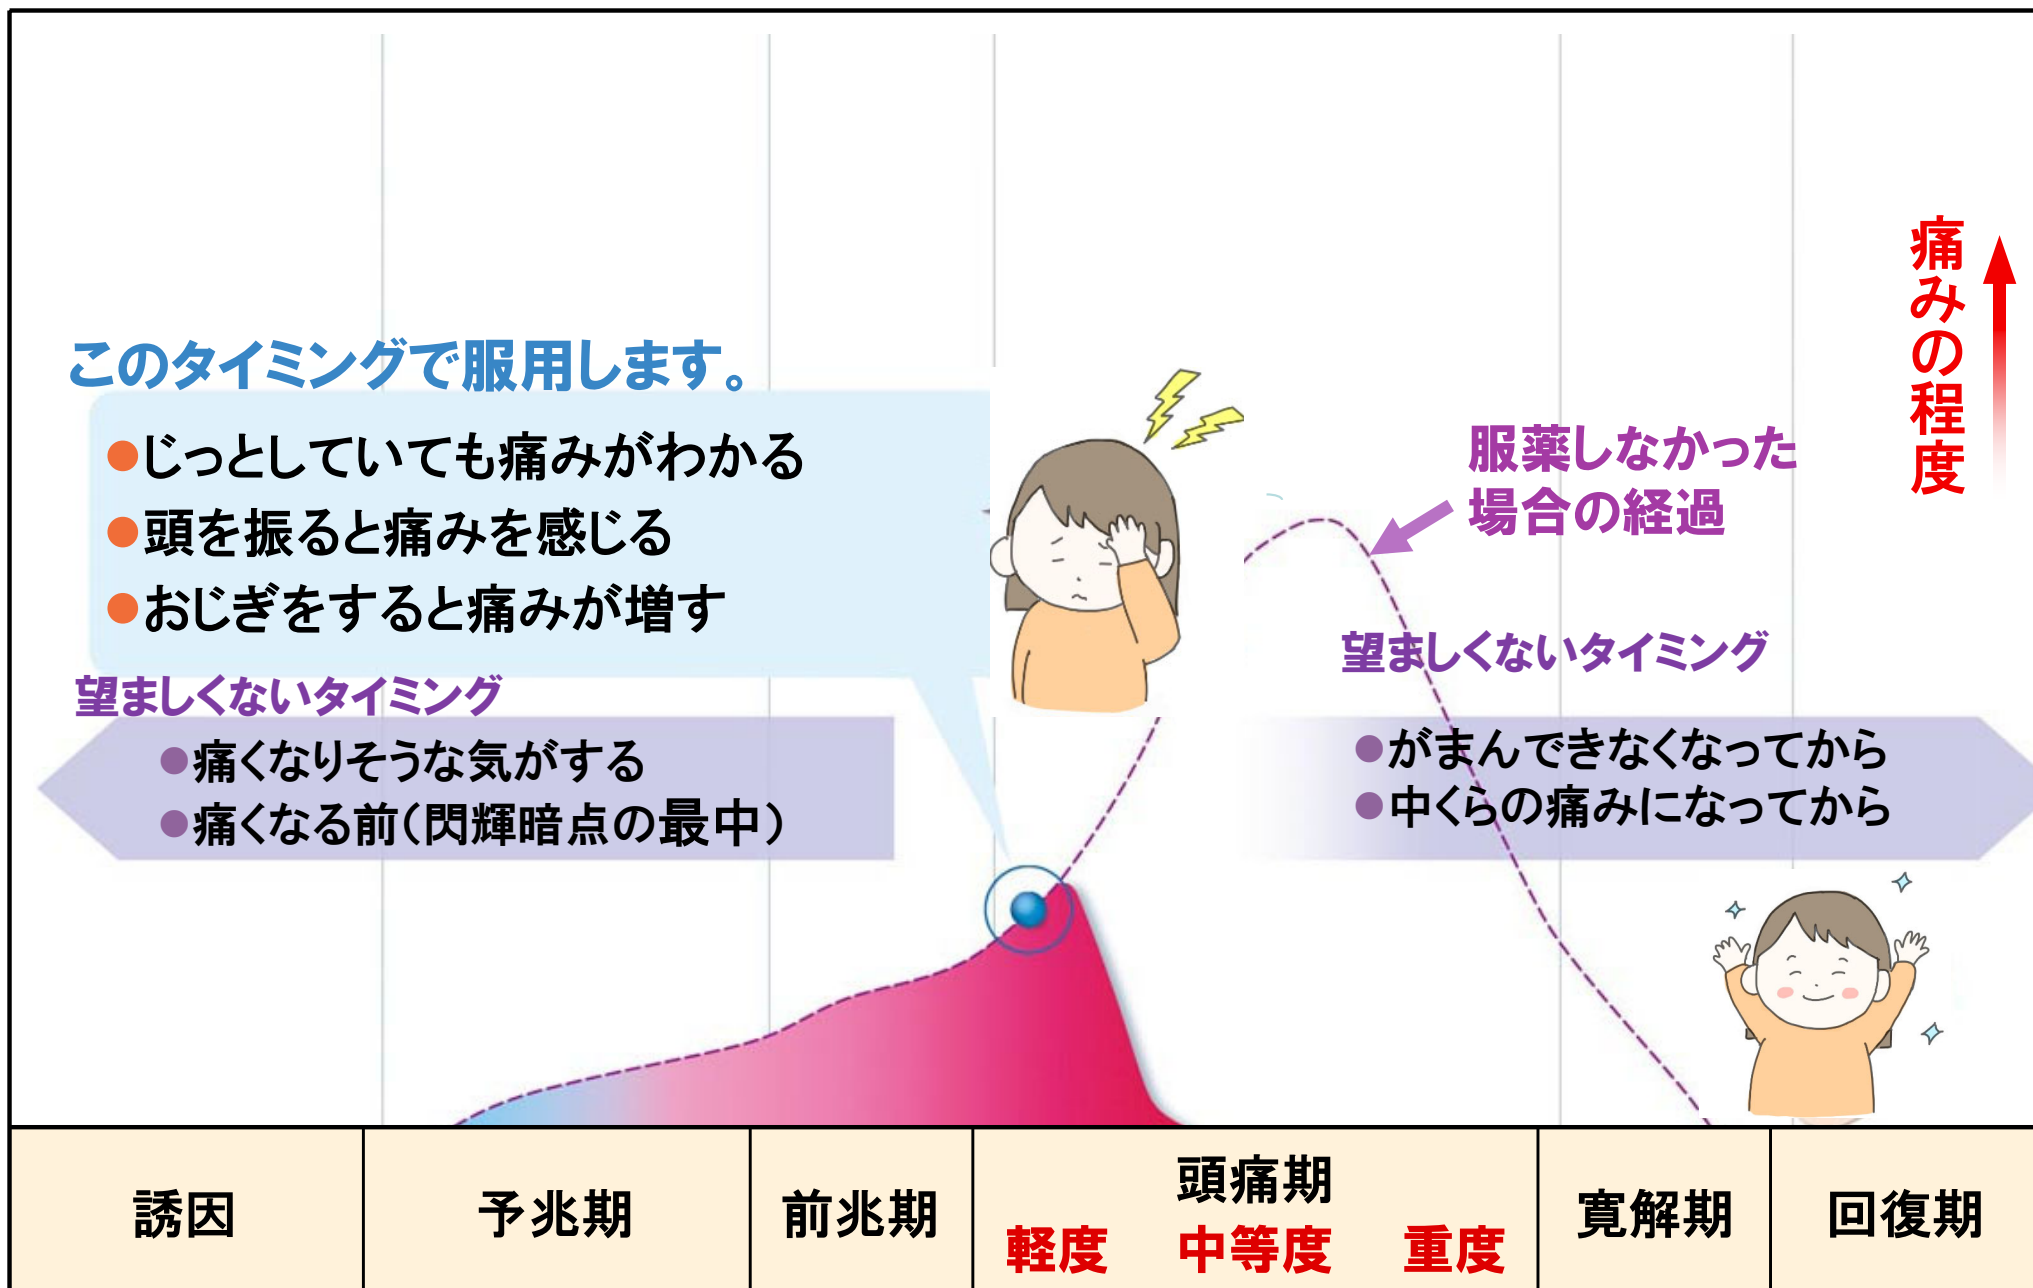 このタイミングで服用します。
●じっとしていても痛みがわかる
●頭を振ると痛みを感じる
●おじぎをすると痛みが増す
望ましくないタイミング
●痛くなりそうな気がする
●痛くなる前(閃輝暗点の最中)
痛みの程度
服薬しなかった
場合の経過
望ましくないタイミング
●がまんできなくなってから
●中くらの痛みになってから
誘因
予兆期
前兆期
頭痛期
軽度 中等度 重度
寛解期
回復期